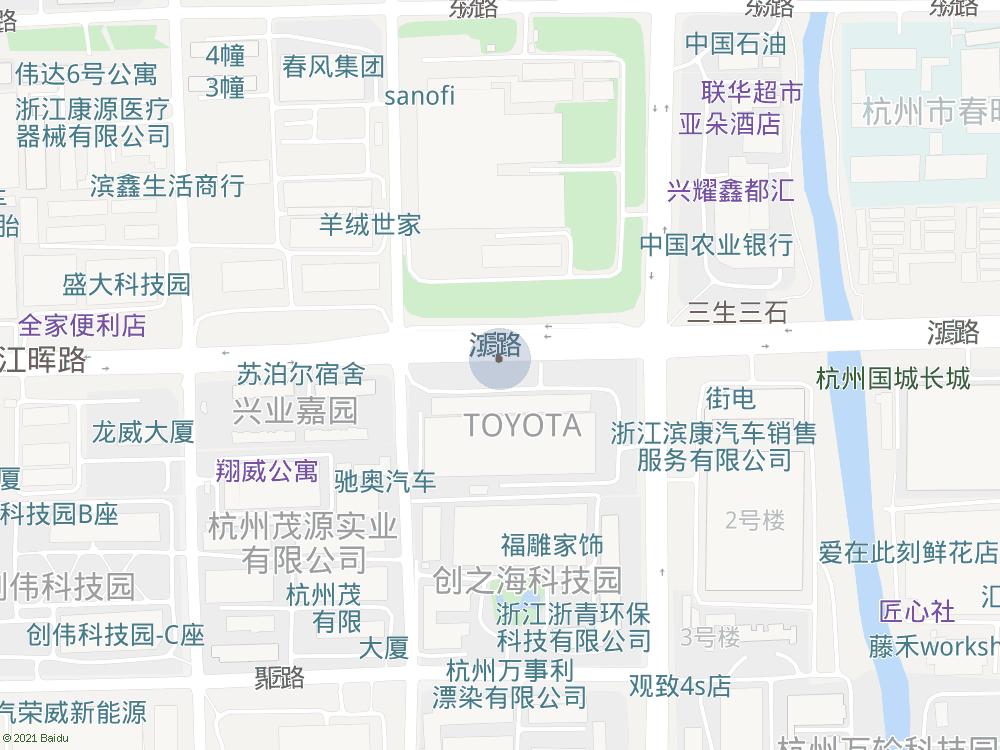 路
4幢
春风集团
中国石油
伟达6号公寓
3幢
sanofi
联华超市
浙江康源医疗
器械有限公司
亚朵酒店
杭州市春
滨鑫生活商行
兴耀鑫都汇
胎
羊绒世家
中国农业银行
盛大科技园
三生三石
全家便利店
路
路
江晖路
苏泊尔宿舍
杭州国城长城
兴业嘉园
街电
TOYOTA
龙威大厦
浙江滨康汽车销售
服务有限公司
翔威公寓
驰奥汽车
厦
科技园B座
杭州茂源实业
有限公司
2号楼
福雕家饰
爱在此刻鲜花店
创伟科技园
创之海科技园
杭州茂
有限
汇
匠心社
浙江浙青环保
科技有限公司
创伟科技园-C座
3号楼
大厦
藤禾worksh
杭州万事利
漂染有限公司
路
观致4s店
汽荣威新能源
杭州万轮科技园
© 2021 Baidu